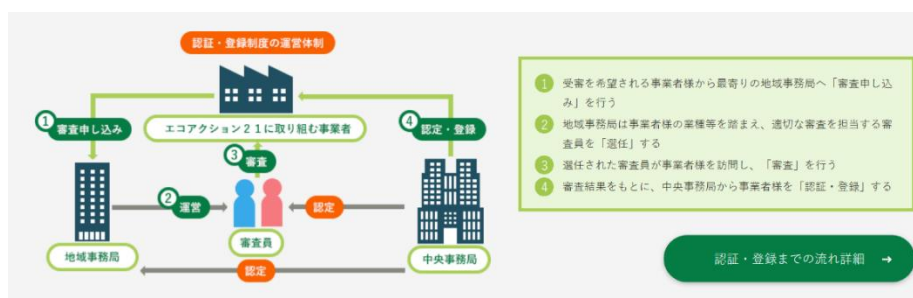 認証・登録制度の運営体制
エコアクション21に取り組む事業者
1 審査申し込み
4 認定・登録
3 審査
2 運営
認定
審査員
地域事務局
中央事務局
認定
1 受審を希望される事業者様から最寄りの地域事務局へ「審査申し込
み」を行う
2 地域事務局は事業者様の業種等を踏まえ、適切な審査を担当する審
査員を「選任」する
3 選任された審査員が事業者様を訪問し、「審査」を行う
4 審査結果をもとに、中央事務局から事業者様を「認証・登録」する
認証・登録までの流れ詳細 →